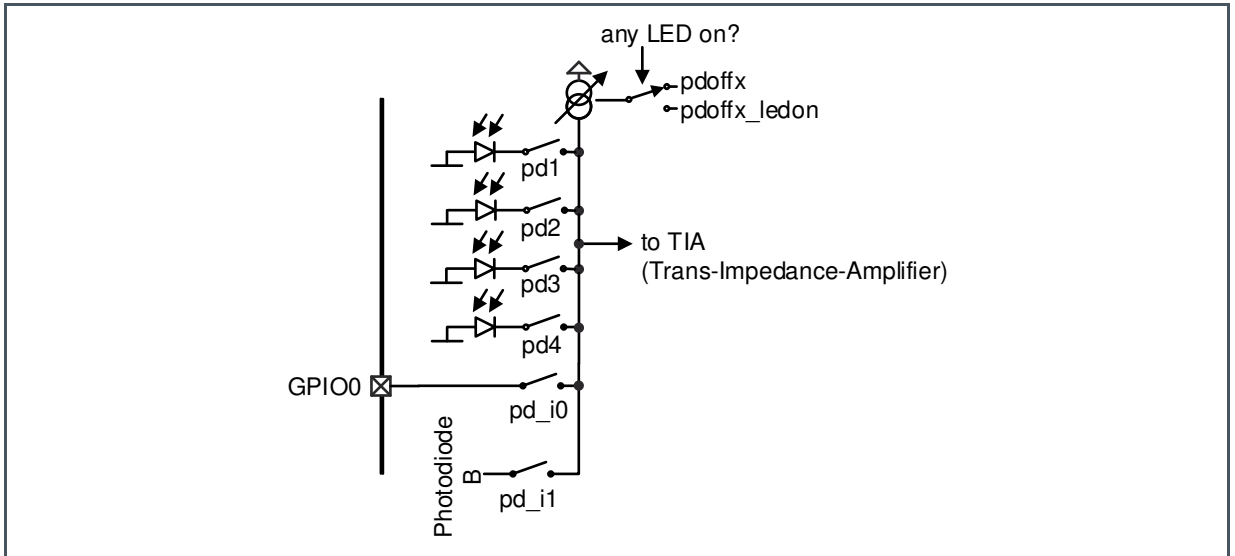 any LED on?
pdoffx
pdoffx_ledon
pd1
pd2
to TIA
(Trans-Impedance-Amplifier)
pd3
pd4
GPIO0
pd_i0
Photodiode
B
pd_i1